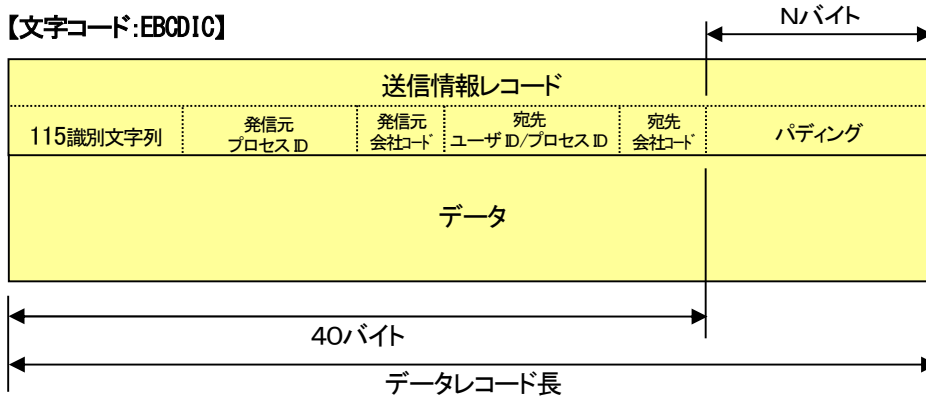 【文字コード:EBCDIC】
Nバイト
送信情報レコード
115識別文字列
発信元
プロセスID
発信元
会社コード
宛先
ユーザID/プロセスID
宛先
会社コード
パディング
データ
40バイト
データレコード長